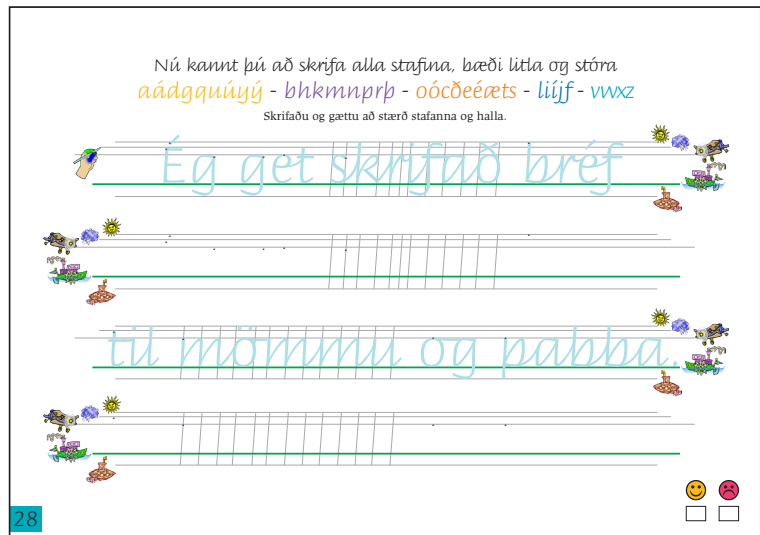 Nú kannt þú að skrifa alla stafina, bæði litla og stóra
aádgquúyý - bhkmnprþ - oócðeéæts - liíjf - vwxz
Skrifaðu og gættu að stærð stafanna og halla.
Ég get skrifað bréf
til mömmu og pabba.
28